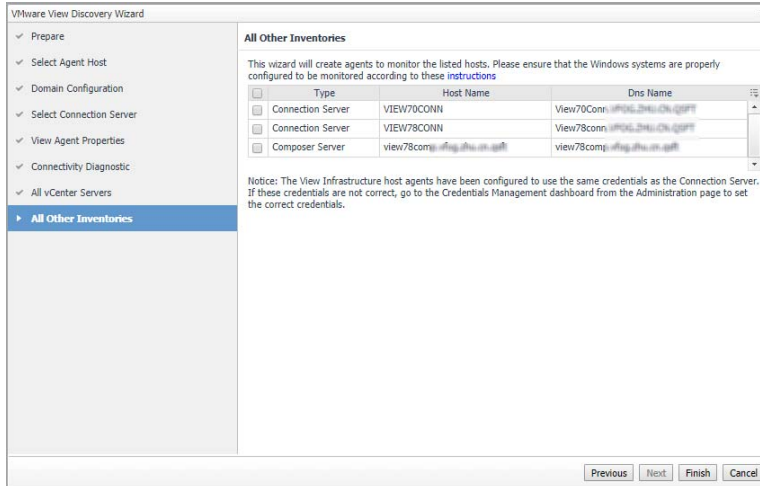 VMware View Discovery Wizard
Prepare
Select Agent Host
Domain Configuration
Select Connection Server
View Agent Properties
Connectivity Diagnostic
All vCenter Servers
All Other Inventories
All Other Inventories
This wizard will create agents to monitor the listed hosts. Please ensure that the Windows systems are properly
configured to be monitored according to these instructions
Type Host Name Dns Name
Connection Server VIEW70CONN View70Conn
Connection Server VIEW78CONN View78conn
Composer Server view78comp view78comp
Notice: The View Infrastructure host agents have been configured to use the same credentials as the Connection Server.
If these credentials are not correct, go to the Credentials Management dashboard from the Administration page to set
the correct credentials.
Previous Next Finish Cancel